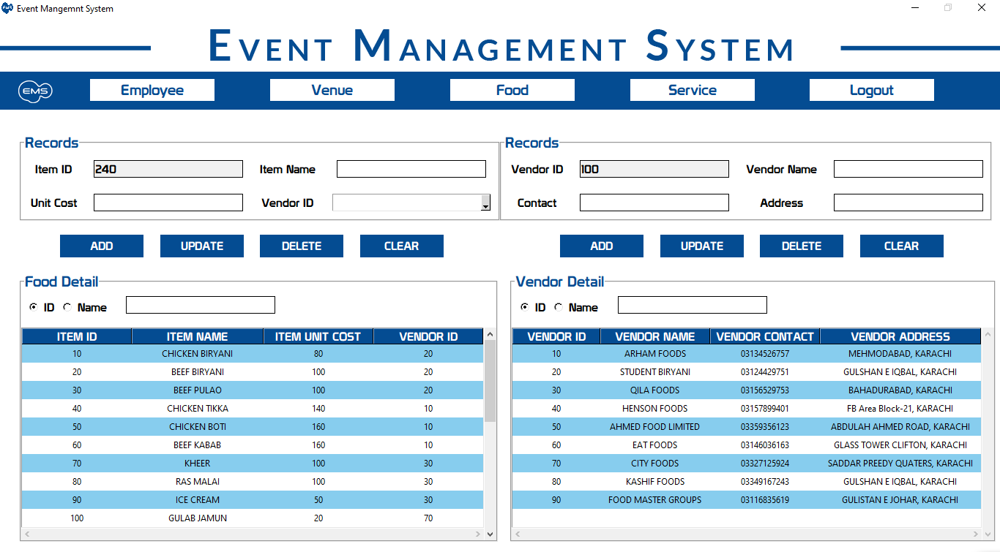 EMS Event Mangemnt System
EVENT MANAGEMENT SYSTEM
EMS Employee Venue Food Service Logout
Records Records
Item ID 240 Item Name Vendor ID 100 Vendor Name
Unit Cost Vendor ID Contact Address
ADD UPDATE DELETE CLEAR ADD UPDATE DELETE CLEAR
Food Detail Vendor Detail
ID Name ID Name
ITEM ID ITEM NAME ITEM UNIT COST VENDOR ID VENDOR ID VENDOR NAME VENDOR CONTACT VENDOR ADDRESS
10 CHICKEN BIRYANI 80 20 10 ARHAM FOODS 03134526757 MEHMODABAD, KARACHI
20 BEEF BIRYANI 100 20 20 STUDENT BIRYANI 03124429751 GULSHAN E IQBAL, KARACHI
30 BEEF PULAO 100 20 30 QILA FOODS 03156529753 BAHADURABAD, KARACHI
40 CHICKEN TIKKA 140 10 40 HENSON FOODS 03157899401 FB Area Block-21, KARACHI
50 CHICKEN BOTI 160 10 50 AHMED FOOD LIMITED 03359356123 ABDULAH AHMED ROAD, KARACHI
60 BEEF KABAB 160 10 60 EAT FOODS 03146036163 GLASS TOWER CLIFTON, KARACHI
70 KHEER 100 30 70 CITY FOODS 03327125924 SADDAR PREEDY QUATERS, KARACHI
80 RAS MALAI 100 30 80 KASHIF FOODS 03349167243 GULSHAN E IQBAL, KARACHI
90 ICE CREAM 50 30 90 FOOD MASTER GROUPS 03116835619 GULISTAN E JOHAR, KARACHI
100 GULAB JAMUN 20 70